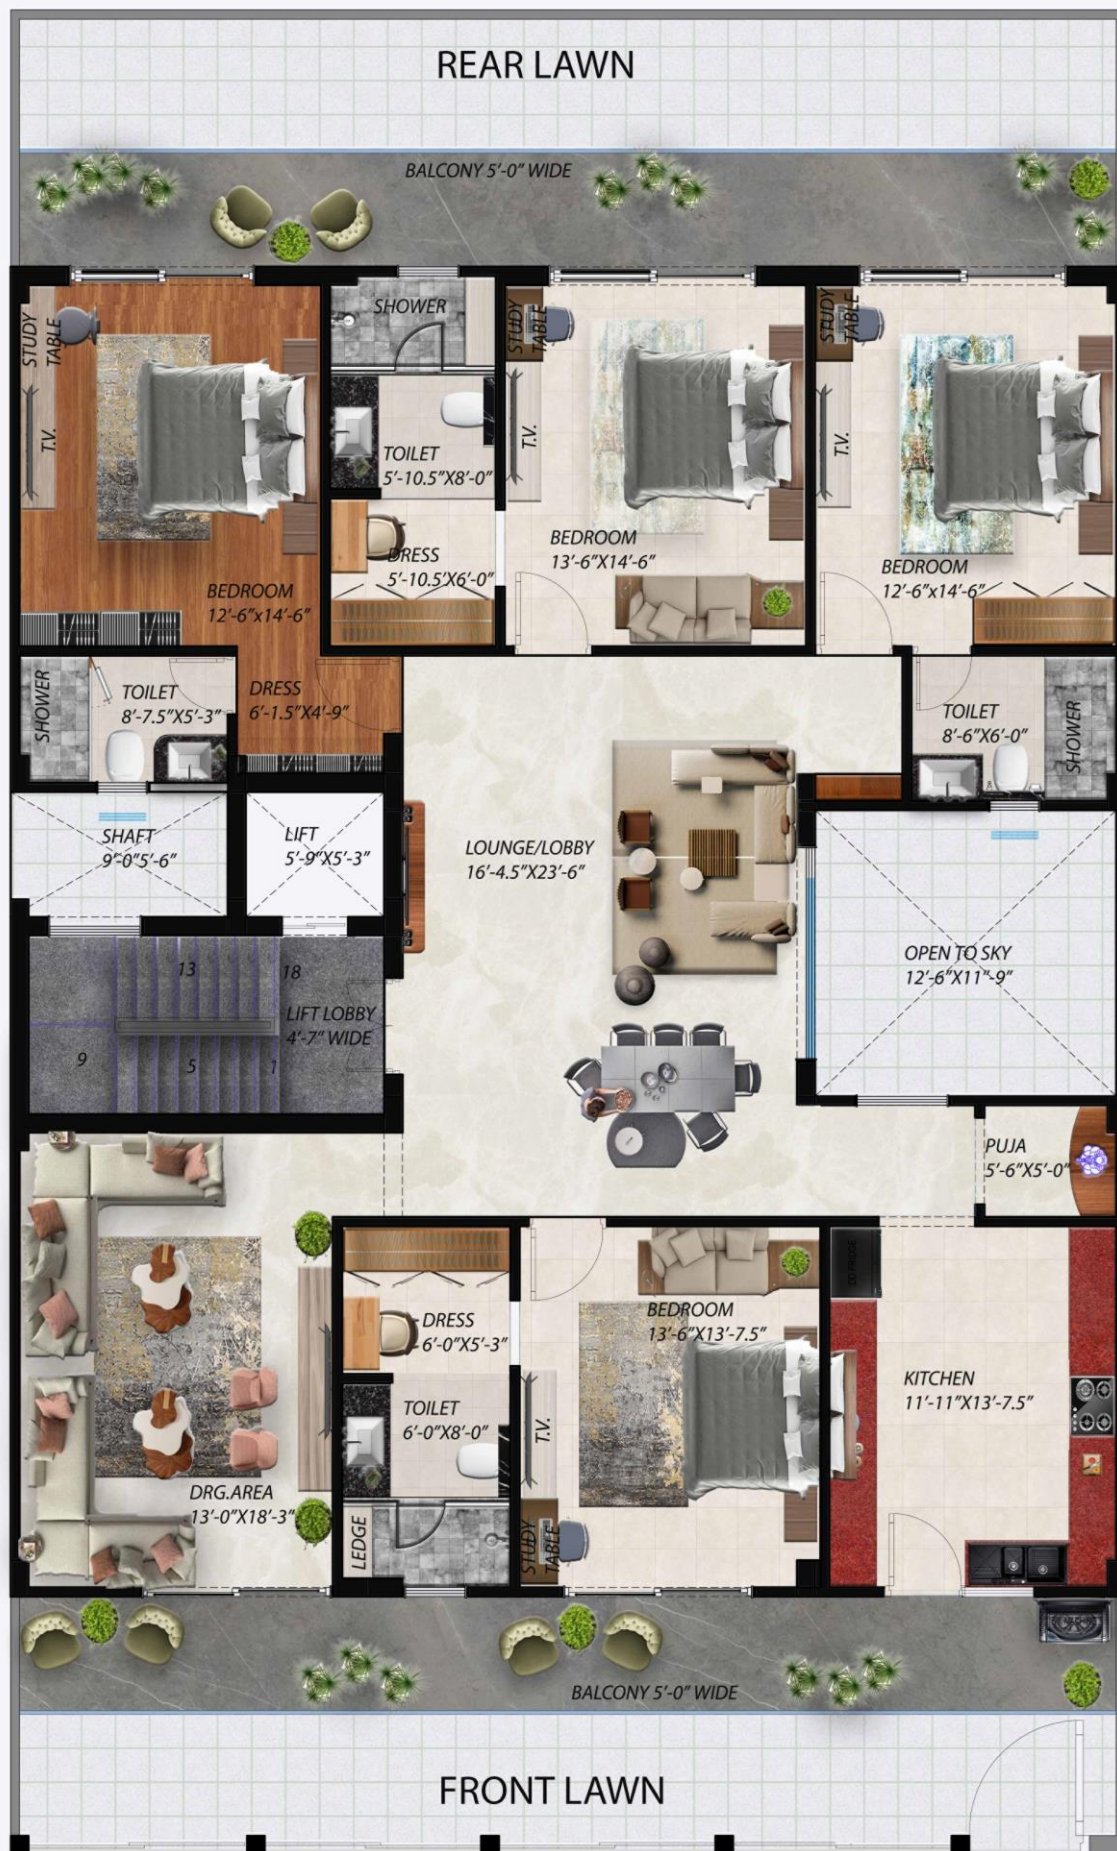 REAR LAWN
BALCONY 5'-0" WIDE
STUDY
TABLE
T.V.
BEDROOM
12'-6"x14'-6"
SHOWER
TOILET
5'-10.5"X8'-0"
DRESS
5'-10.5'X6'-0"
STUDY
TABLE
T.V.
BEDROOM
13'-6"X14'-6"
STUDY
TABLE
T.V.
BEDROOM
12'-6"x14'-6"
SHOWER
TOILET
8'-7.5"X5'-3"
DRESS
6'-1.5"X4'-9"
TOILET
8'-6"X6'-0"
SHOWER
SHAFT
9'-0"5'-6"
LIFT
5'-9"X5'-3"
LOUNGE/LOBBY
16'-4.5"X23'-6"
OPEN TO SKY
12'-6"X11"-9"
13
18
LIFT LOBBY
4'-7" WIDE
9
5
1
PUJA
5'-6"X5'-0"
DRESS
6'-0"X5'-3"
BEDROOM
13'-6"X13'-7.5"
KITCHEN
11'-11"X13'-7.5"
TOILET
6'-0"X8'-0"
T.V.
DRG.AREA
13'-0"X18'-3"
LEDGE
STUDY
TABLE
BALCONY 5'-0" WIDE
FRONT LAWN